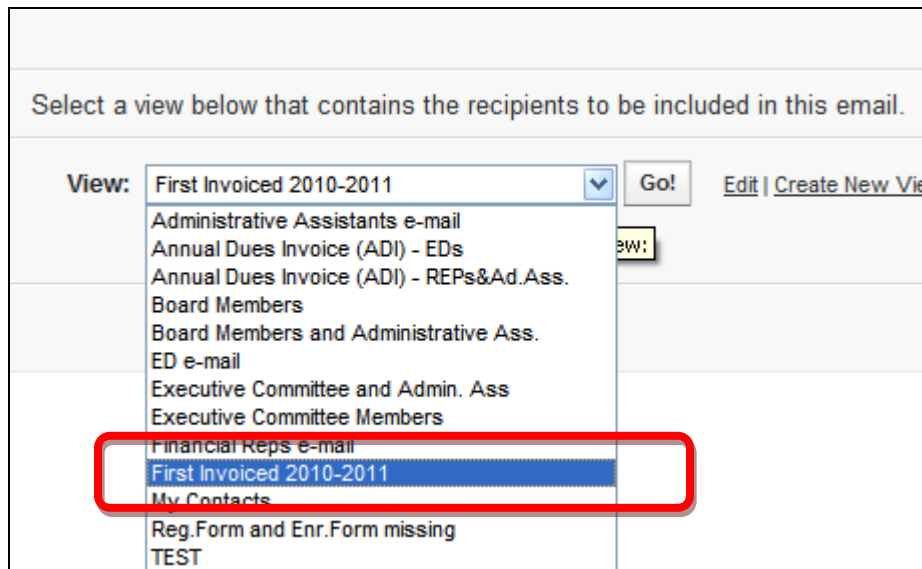 Select a view below that contains the recipients to be included in this email.
View: First Invoiced 2010-2011 Go! Edit | Create New Vie
Administrative Assistants e-mail
Annual Dues Invoice (ADI) - EDs
ew:
Annual Dues Invoice (ADI) - REPs&Ad.Ass.
Board Members
Board Members and Administrative Ass.
ED e-mail
Executive Committee and Admin. Ass
Executive Committee Members
Financial Reps e-mail
First Invoiced 2010-2011
My Contacts
Reg.Form and Enr.Form missing
TEST